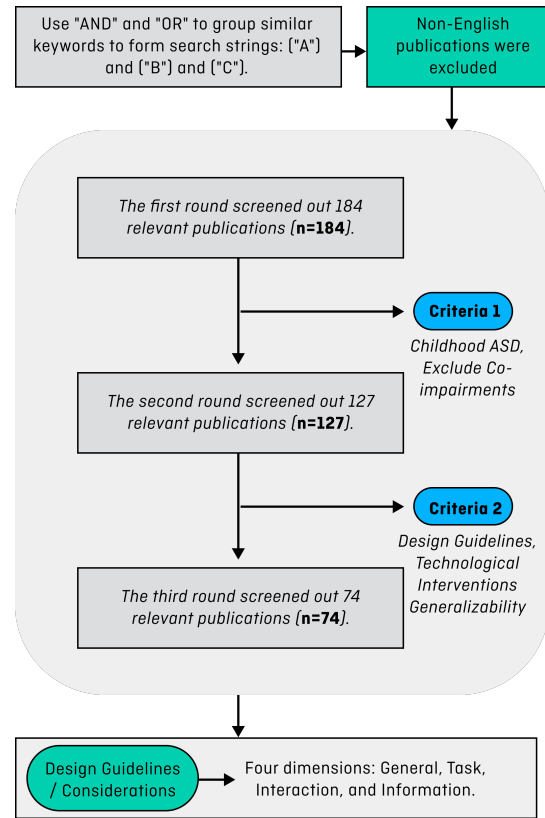 Use "AND" and "OR" to group similar
keywords to form search strings: ("A")
and ("B") and ("C").
Non-English
publications were
excluded
The first round screened out 184
relevant publications (n=184).
Criteria 1
Childhood ASD,
Exclude Co-
impairments
The second round screened out 127
relevant publications (n=127).
Criteria 2
Design Guidelines,
Technological
Interventions
Generalizability
The third round screened out 74
relevant publications (n=74).
Design Guidelines
/ Considerations
Four dimensions: General, Task,
Interaction, and Information.